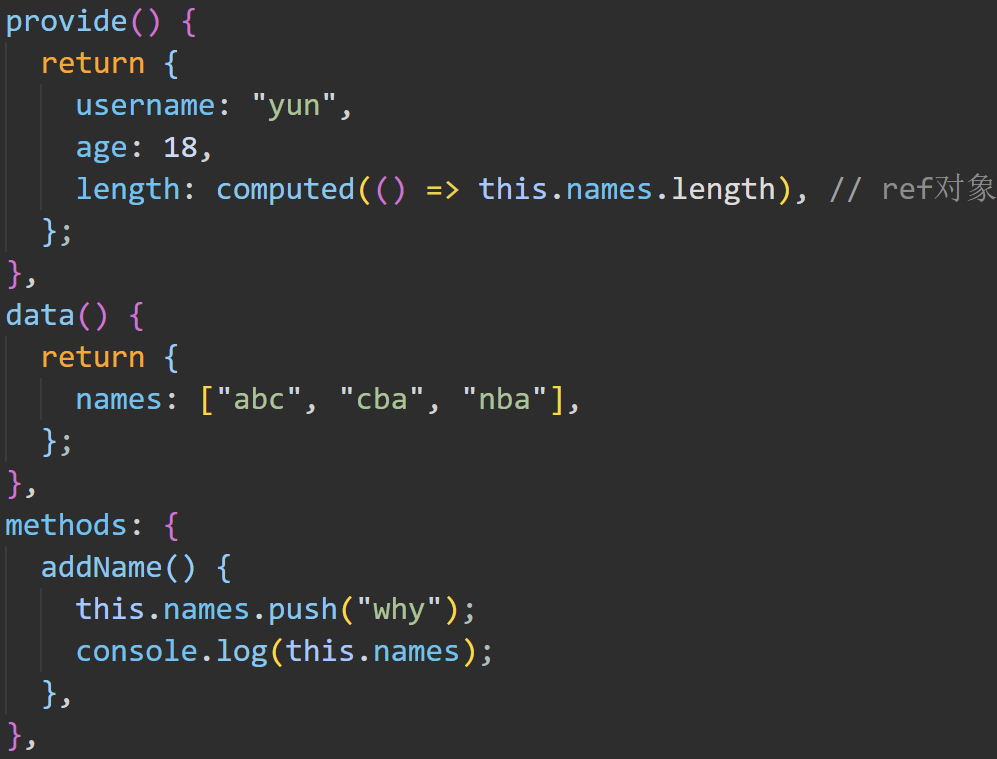 provide() {
  return {
    username: "yun",
    age: 18,
    length: computed(() => this.names.length), // ref对象
  };
},
data() {
  return {
    names: ["abc", "cba", "nba"],
  };
},
methods: {
  addName() {
    this.names.push("why");
    console.log(this.names);
  },
},